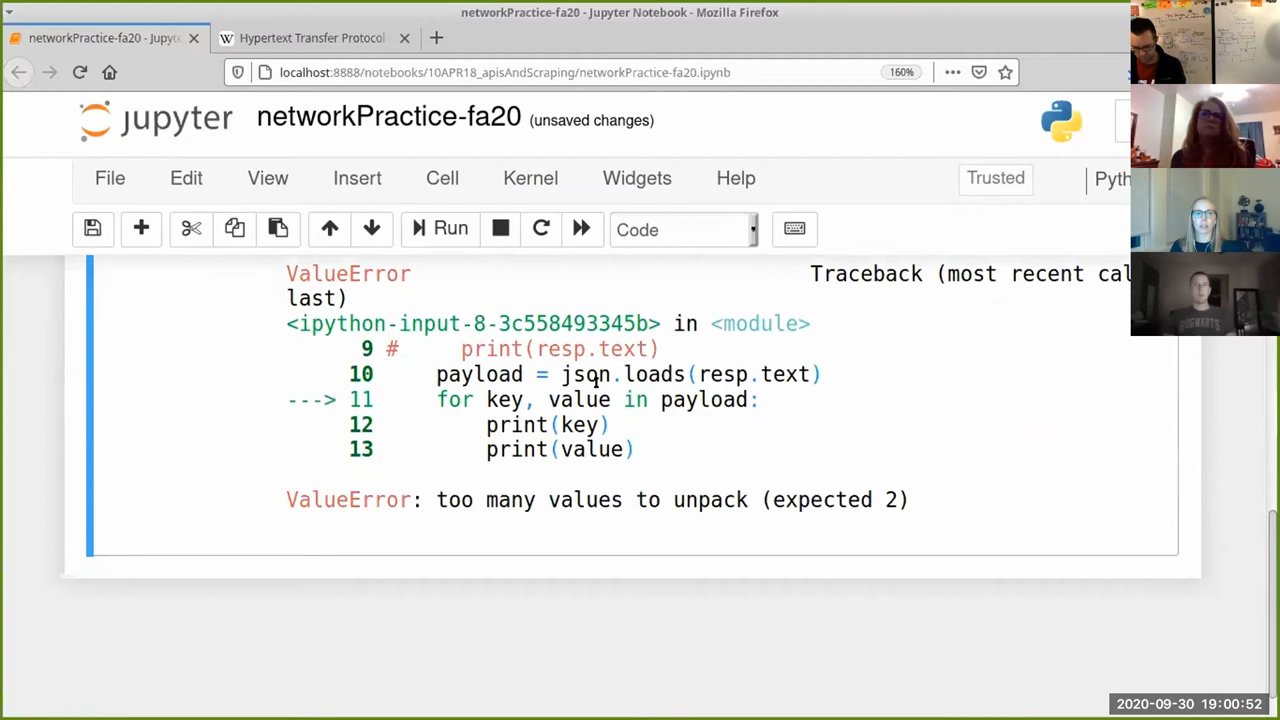 networkPractice-fa20 - Jupyter Notebook - Mozilla Firefox
networkPractice-fa20 - Jupyte
W Hypertext Transfer Protocol
localhost:8888/notebooks/10APR18_apisAndScraping/networkPractice-fa20.ipynb
160%
jupyter networkPractice-fa20 (unsaved changes)
File Edit View Insert Cell Kernel Widgets Help Trusted Pyth
Run Code
ValueError Traceback (most recent cal
last)
<ipython-input-8-3c558493345b> in <module>
9 # print(resp.text)
10 payload = json.loads(resp.text)
---> 11 for key, value in payload:
12 print(key)
13 print(value)
ValueError: too many values to unpack (expected 2)
HOGWARTS
2020-09-30 19:00:52